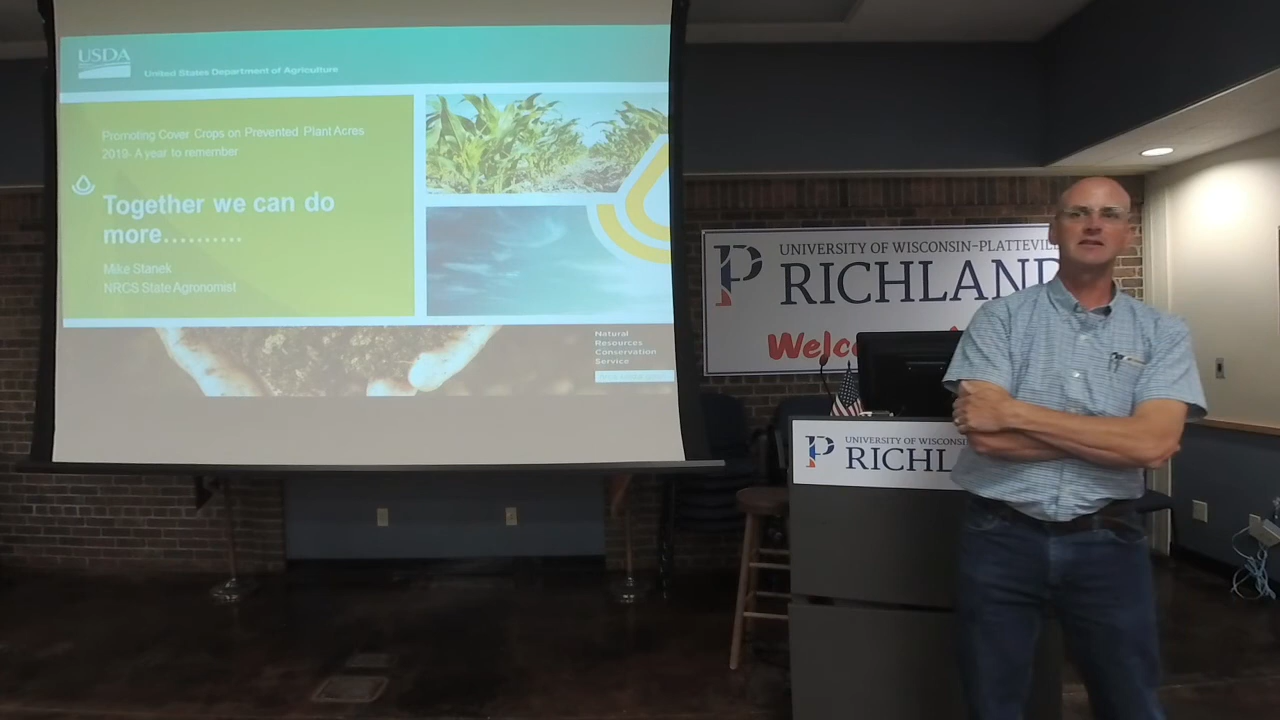 USDA
United States Department of Agriculture
Promoting Cover Crops on Prevented Plant Acres
2019- A year to remember
Together we can do
more..........
Mike Stanek
NRCS State Agronomist
Natural
Resources
Conservation
Service
P UNIVERSITY OF WISCONSIN-PLATTEVILL
RICHLAND
Welco
P UNIVERSITY OF WISCONSIN
RICHL